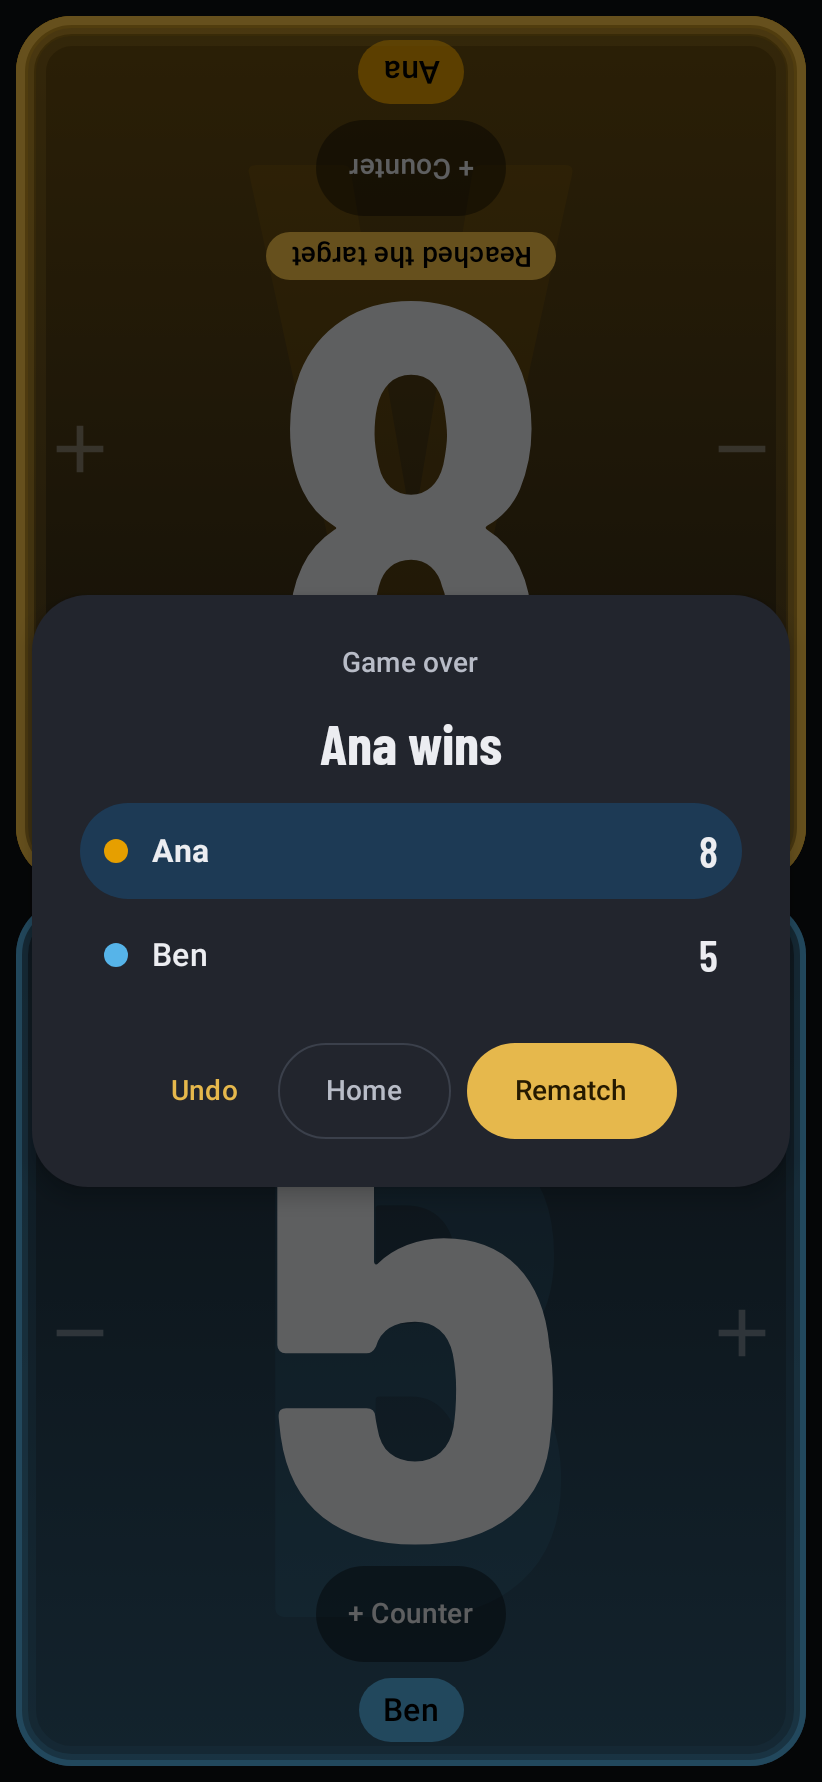 Ana
+ Counter
Reached the target
8
+
−
Game over
Ana wins
Ana 8
Ben 5
Undo Home Rematch
5
−
+
+ Counter
Ben